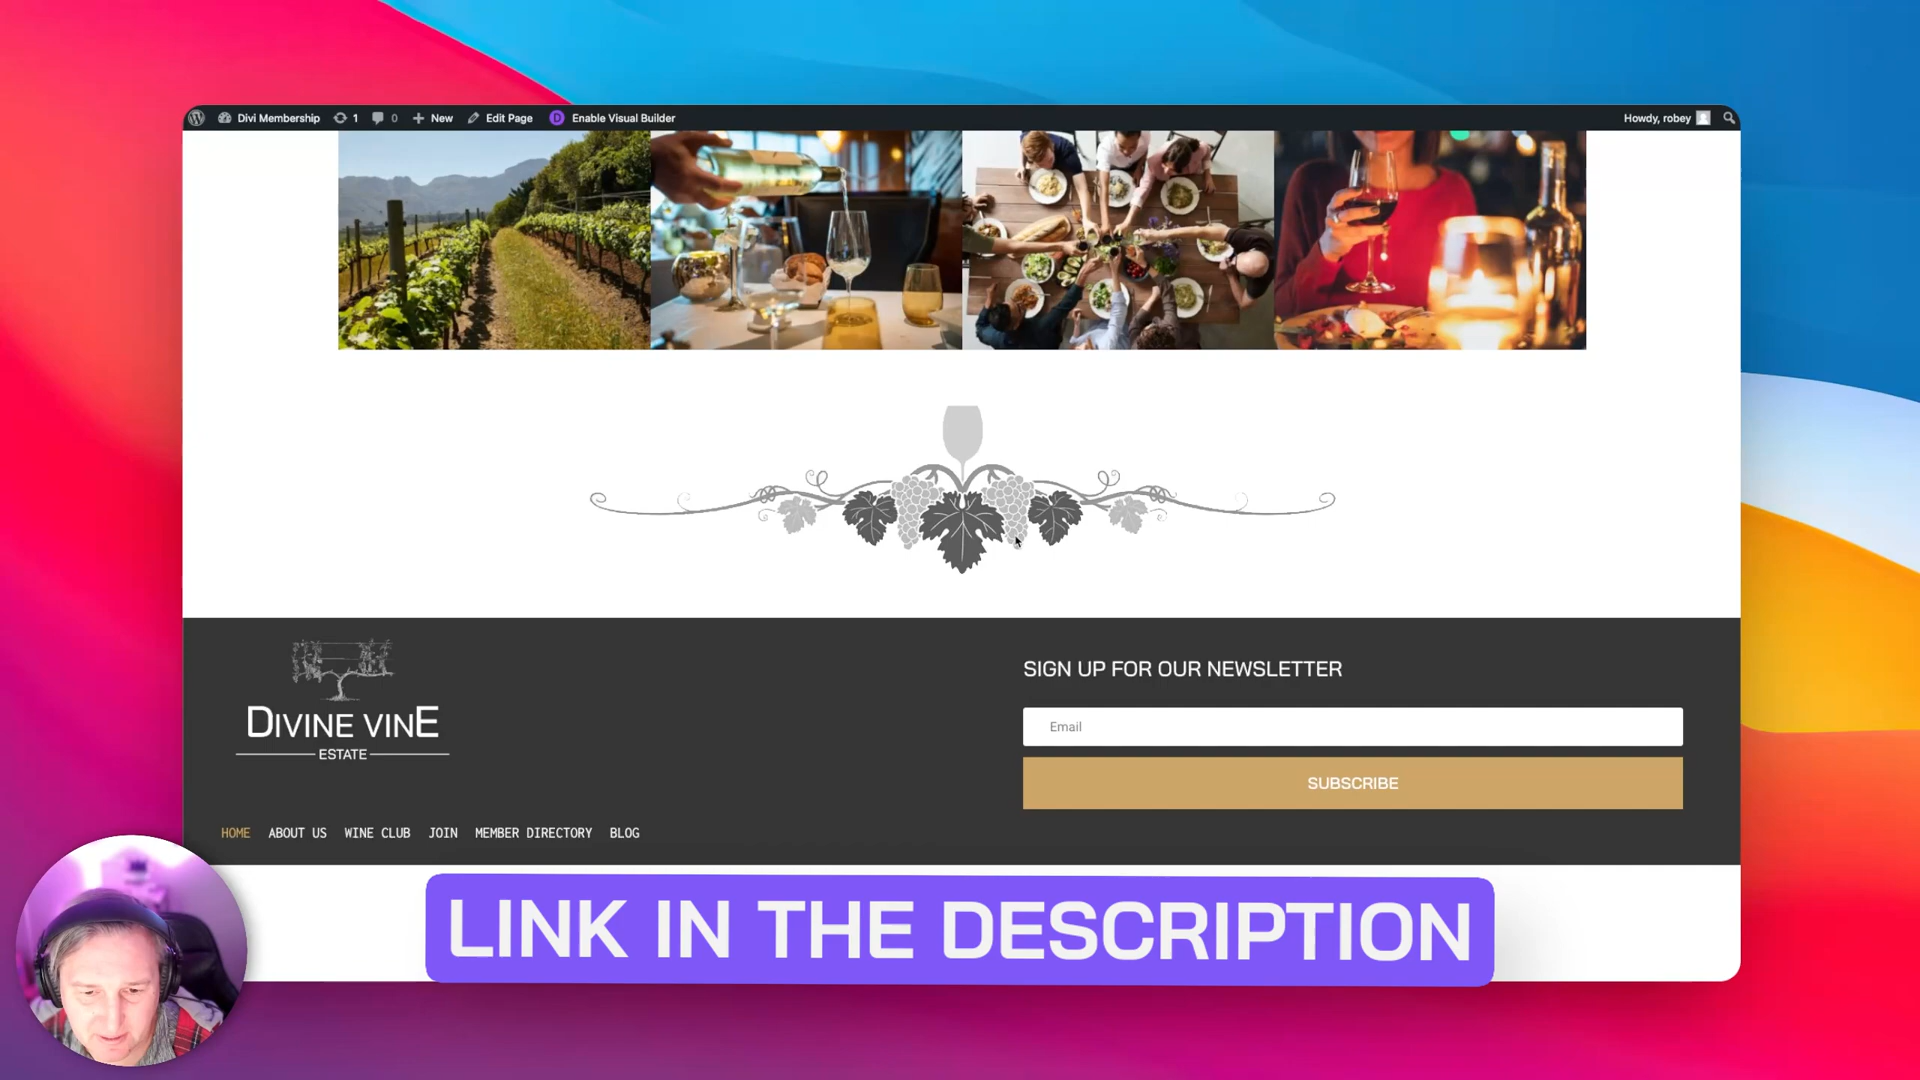 Divi Membership 1 0 New Edit Page Enable Visual Builder Howdy, robey
DIVINE VINE
ESTATE
SIGN UP FOR OUR NEWSLETTER
Email
SUBSCRIBE
HOME ABOUT US WINE CLUB JOIN MEMBER DIRECTORY BLOG
LINK IN THE DESCRIPTION